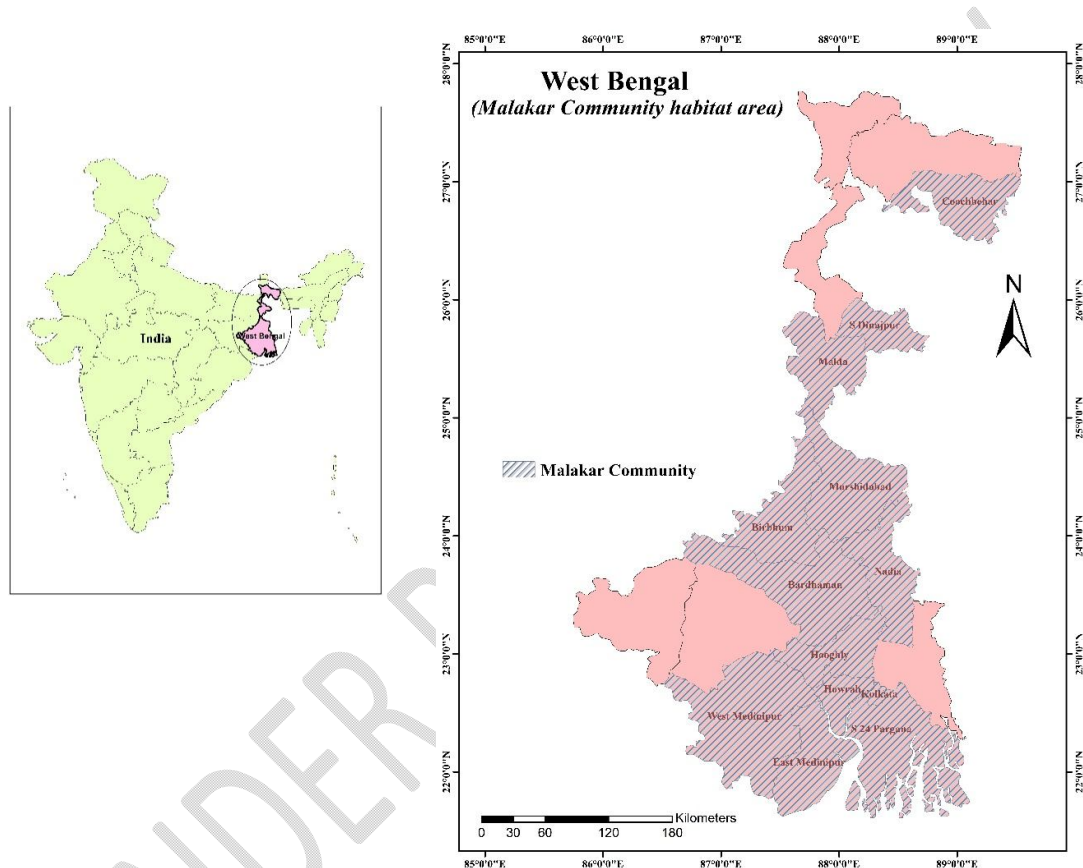 India
West Bengal
85°0'0"E 86°0'0"E 87°0'0"E 88°0'0"E 89°0'0"E
West Bengal
(Malakar Community habitat area)
28°0'0"N
27°0'0"N
26°0'0"N
25°0'0"N
24°0'0"N
23°0'0"N
22°0'0"N
Coochbehar
N
S Dinajpur
Malda
Malakar Community
Murshidabad
Birbhum
Nadia
Bardhaman
Hooghly
Howrah
Kolkata
West Medinipur
S 24 Pargana
East Medinipur
Kilometers
0 30 60 120 180
28°0'0"N
27°0'0"N
26°0'0"N
25°0'0"N
24°0'0"N
23°0'0"N
22°0'0"N
85°0'0"E 86°0'0"E 87°0'0"E 88°0'0"E 89°0'0"E